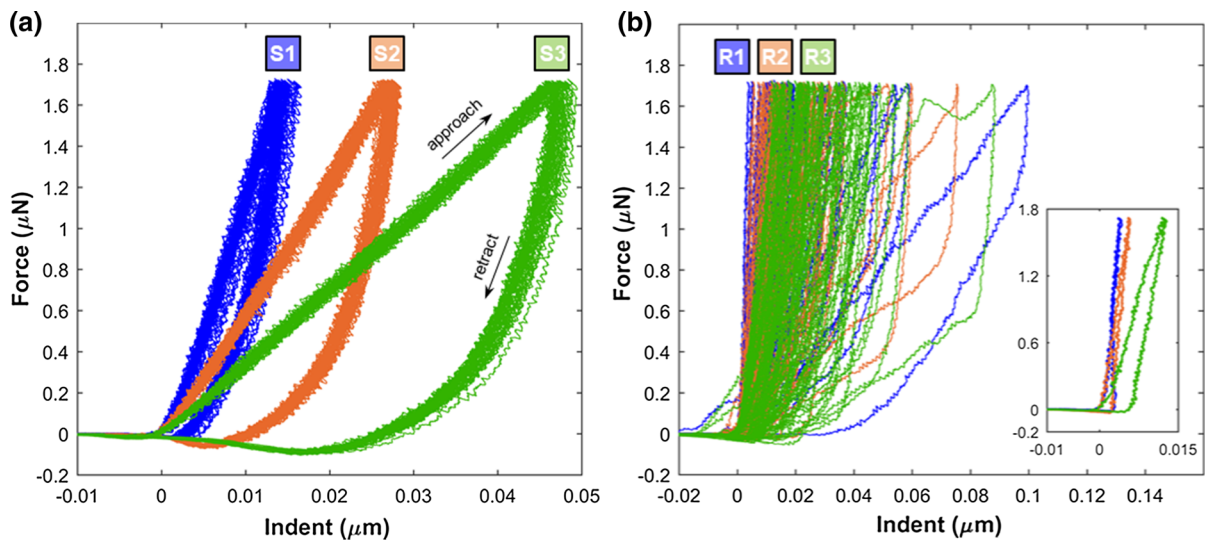 (a)
S1 S2 S3
1.8
1.6
1.4
1.2
1
0.8
0.6
0.4
0.2
0
-0.2
Force (μN)
approach
retract
-0.01 0 0.01 0.02 0.03 0.04 0.05
Indent (μm)
(b)
R1 R2 R3
1.8
1.6
1.4
1.2
1
0.8
0.6
0.4
0.2
0
-0.2
Force (μN)
1.8
1.2
0.6
0
-0.2
-0.01 0 0.015
-0.02 0 0.02 0.04 0.06 0.08 0.1 0.12 0.14
Indent (μm)